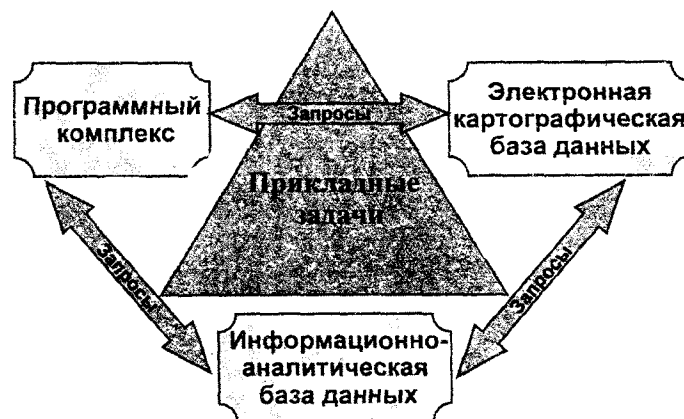 Программный
комплекс
Запросы
Электронная
картографическая
база данных
Прикладные
задачи
Запросы
Запросы
Информационно-
аналитическая
база данных